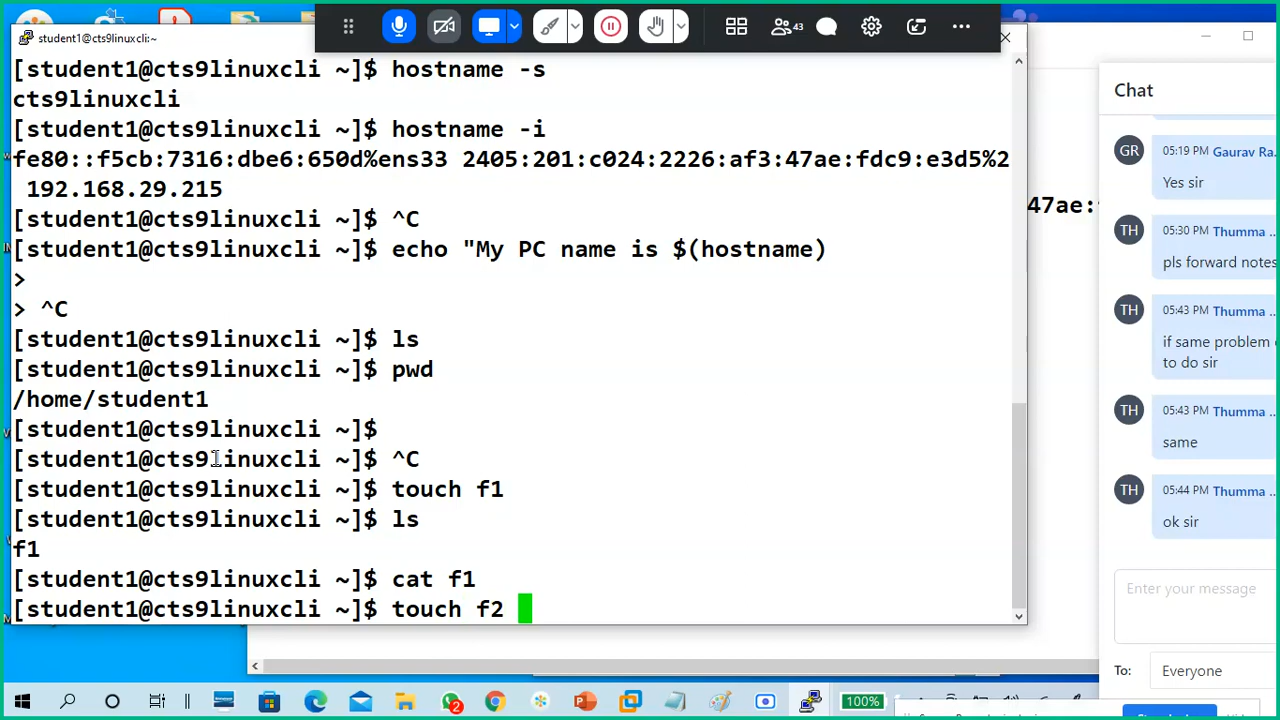 student1@cts9linuxcli:~
43
[student1@cts9linuxcli ~]$ hostname -s
cts9linuxcli
[student1@cts9linuxcli ~]$ hostname -i
fe80::f5cb:7316:dbe6:650d%ens33 2405:201:c024:2226:af3:47ae:fdc9:e3d5%2
192.168.29.215
[student1@cts9linuxcli ~]$ ^C
[student1@cts9linuxcli ~]$ echo "My PC name is $(hostname)
>
> ^C
[student1@cts9linuxcli ~]$ ls
[student1@cts9linuxcli ~]$ pwd
/home/student1
[student1@cts9linuxcli ~]$
[student1@cts9linuxcli ~]$ ^C
[student1@cts9linuxcli ~]$ touch f1
[student1@cts9linuxcli ~]$ ls
f1
[student1@cts9linuxcli ~]$ cat f1
[student1@cts9linuxcli ~]$ touch f2
47ae:
Chat
GR 05:19 PM Gaurav Ra...
Yes sir
TH 05:30 PM Thumma ...
pls forward notes
TH 05:43 PM Thumma ...
if same problem
to do sir
TH 05:43 PM Thumma ...
same
TH 05:44 PM Thumma ...
ok sir
Enter your message
To: Everyone
2
100%